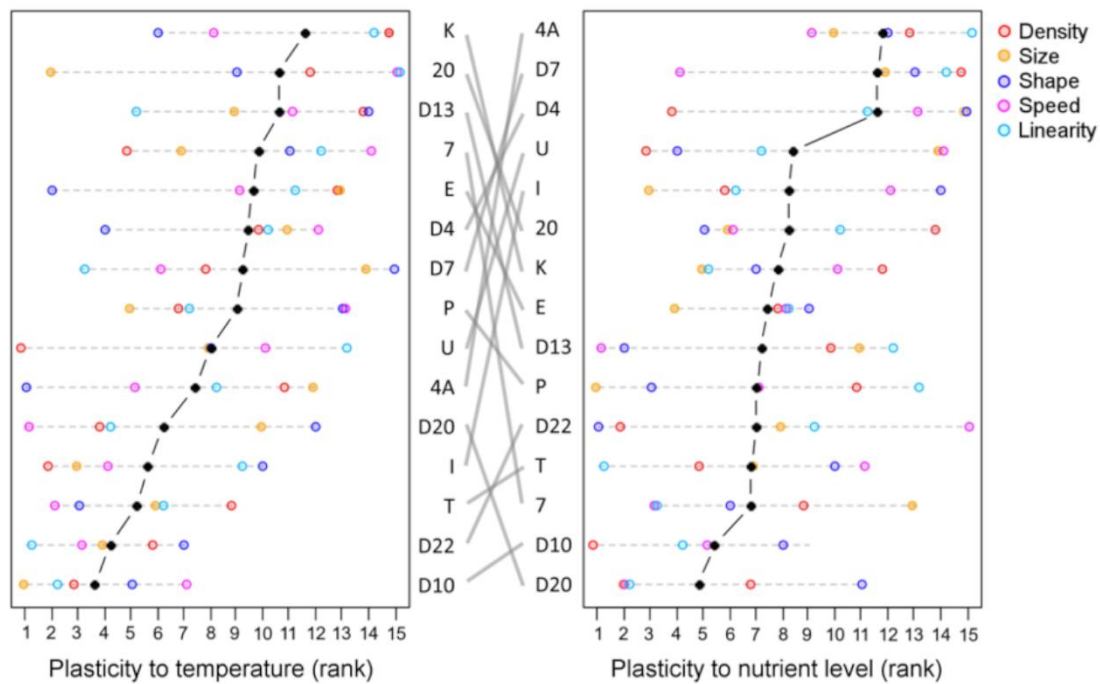 K 4A
20 D7
D13 D4
7 U
E I
D4 20
D7 K
P E
U D13
4A P
D20 D22
I T
T 7
D22 D10
D10 D20
Density
Size
Shape
Speed
Linearity
1 2 3 4 5 6 7 8 9 10 11 12 13 14 15
1 2 3 4 5 6 7 8 9 10 11 12 13 14 15
Plasticity to temperature (rank)
Plasticity to nutrient level (rank)